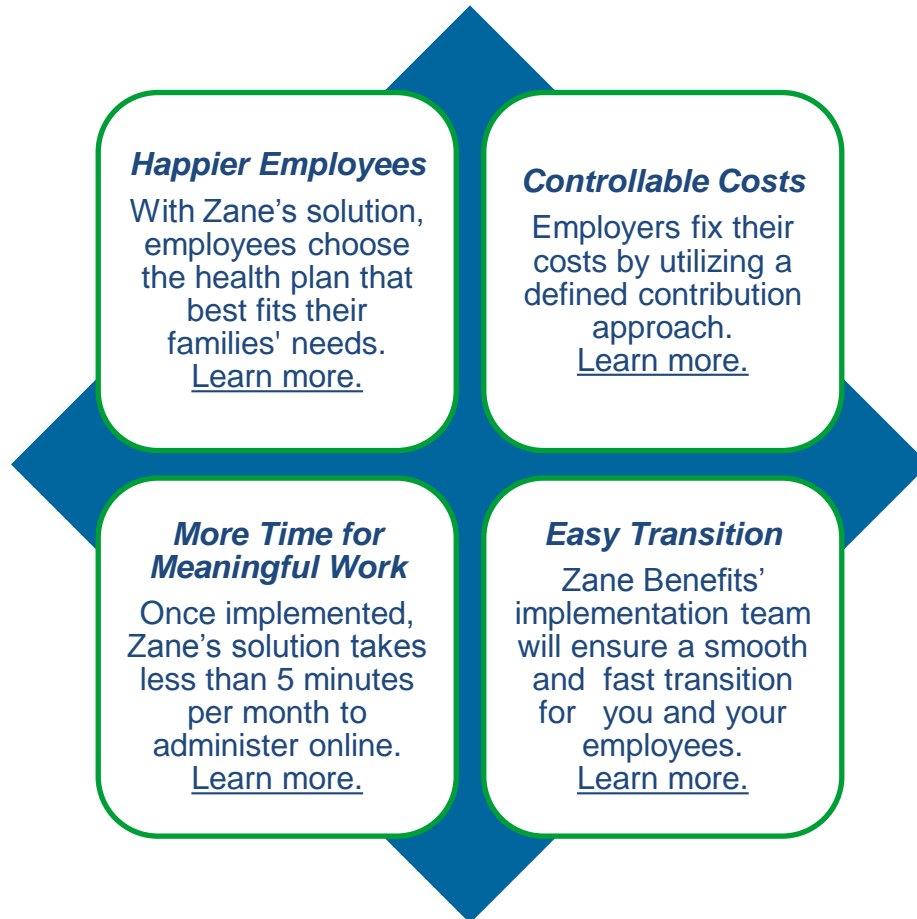 Happier Employees
With Zane’s solution,
employees choose
the health plan that
best fits their
families' needs.
Learn more.
Controllable Costs
Employers fix their
costs by utilizing a
defined contribution
approach.
Learn more.
More Time for
Meaningful Work
Once implemented,
Zane’s solution takes
less than 5 minutes
per month to
administer online.
Learn more.
Easy Transition
Zane Benefits’
implementation team
will ensure a smooth
and fast transition
for you and your
employees.
Learn more.